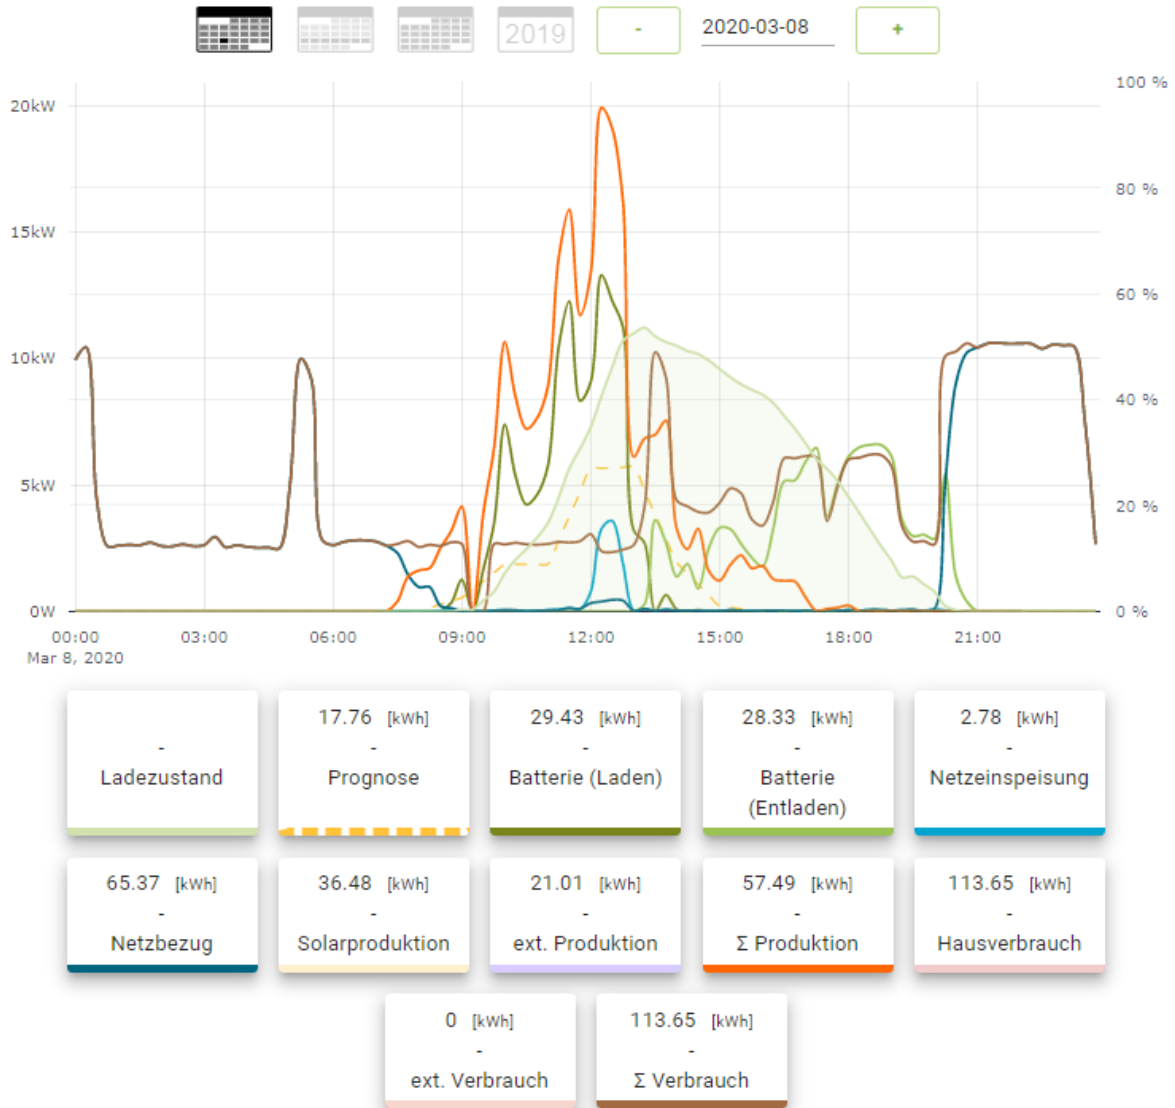 2019
-
2020-03-08
+
100 %
20kW
80 %
15kW
60 %
10kW
40 %
5kW
20 %
0W
0 %
00:00 03:00 06:00 09:00 12:00 15:00 18:00 21:00
Mar 8, 2020
-
Ladezustand
17.76 [kWh]
-
Prognose
29.43 [kWh]
-
Batterie (Laden)
28.33 [kWh]
-
Batterie
(Entladen)
2.78 [kWh]
-
Netzeinspeisung
65.37 [kWh]
-
Netzbezug
36.48 [kWh]
-
Solarproduktion
21.01 [kWh]
-
ext. Produktion
57.49 [kWh]
-
Σ Produktion
113.65 [kWh]
-
Hausverbrauch
0 [kWh]
-
ext. Verbrauch
113.65 [kWh]
-
Σ Verbrauch